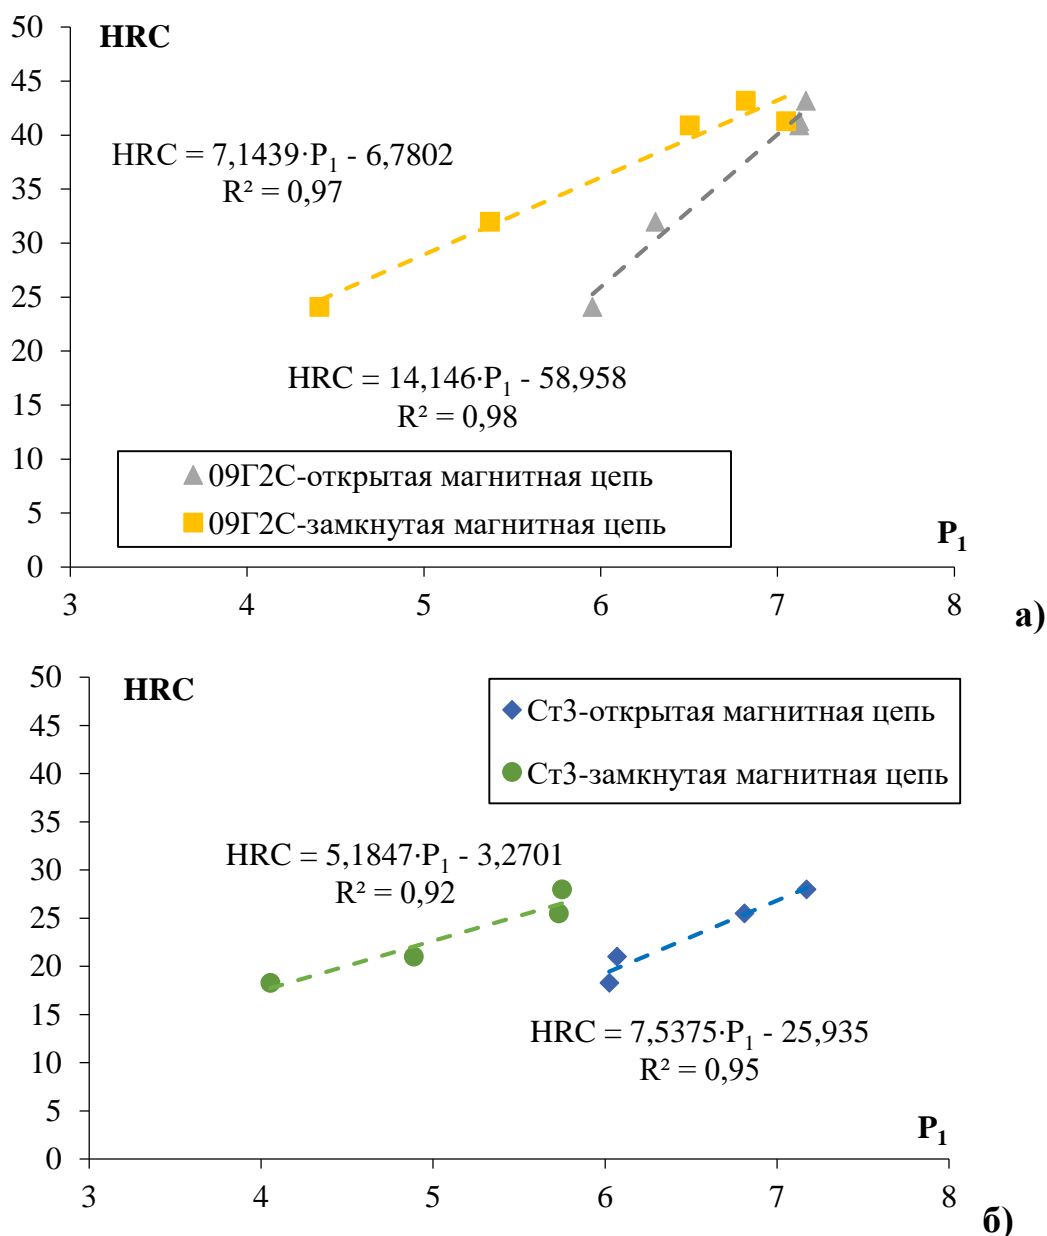 HRC
50
45
40
35
30
25
20
15
10
5
0
HRC = 7,1439·P₁ - 6,7802
R² = 0,97
HRC = 14,146·P₁ - 58,958
R² = 0,98
09Г2С-открытая магнитная цепь
09Г2С-замкнутая магнитная цепь
P₁
3 4 5 6 7 8
а)
HRC
50
45
40
35
30
25
20
15
10
5
0
Ст3-открытая магнитная цепь
Ст3-замкнутая магнитная цепь
HRC = 5,1847·P₁ - 3,2701
R² = 0,92
HRC = 7,5375·P₁ - 25,935
R² = 0,95
P₁
3 4 5 6 7 8
б)